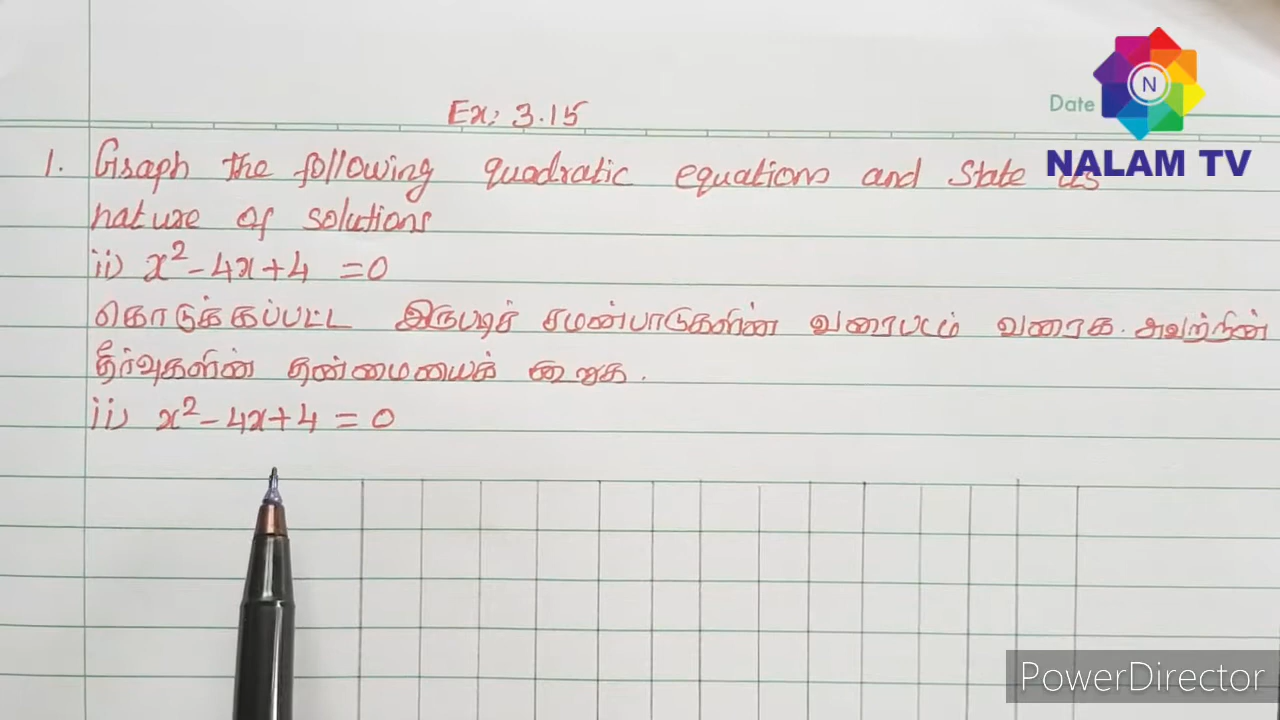 Ex: 3.15
Date
N
NALAM TV
1. Graph the following quadratic equations and State its
nature of solutions
ii) x² - 4x + 4 = 0
கொடுக்கப்பட்ட இருபடிச் சமன்பாடுகளின் வரைபடம் வரைக. அவற்றின்
தீர்வுகளின் தன்மையைக் கூறுக.
ii) x² - 4x + 4 = 0
PowerDirector